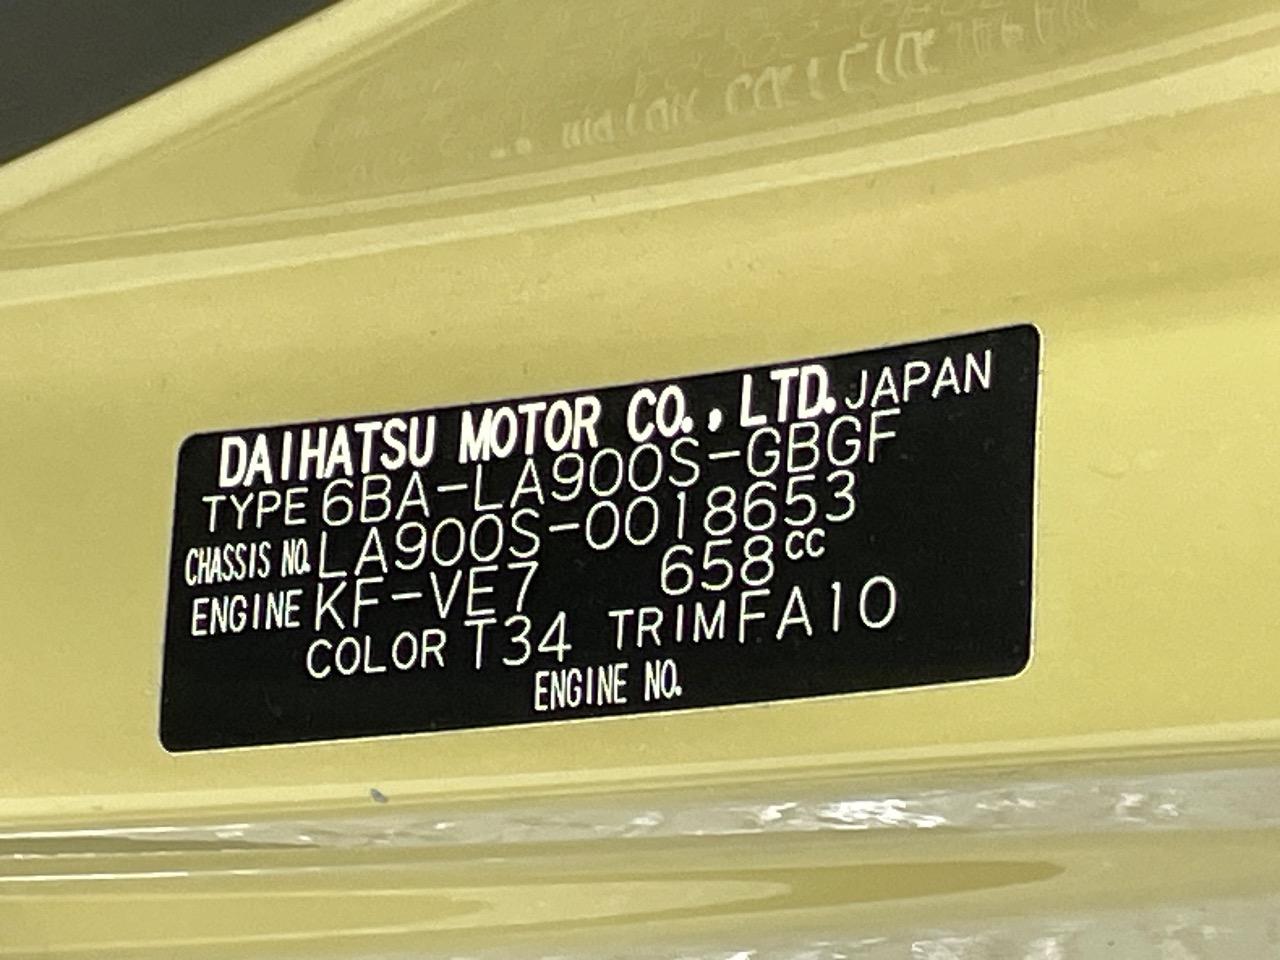 DAIHATSU MOTOR CO., LTD. JAPAN
TYPE 6BA-LA900S-GBGF
CHASSIS NO. LA900S-0018653
ENGINE KF-VE7 658cc
COLOR T34 TRIM FA10
ENGINE NO.